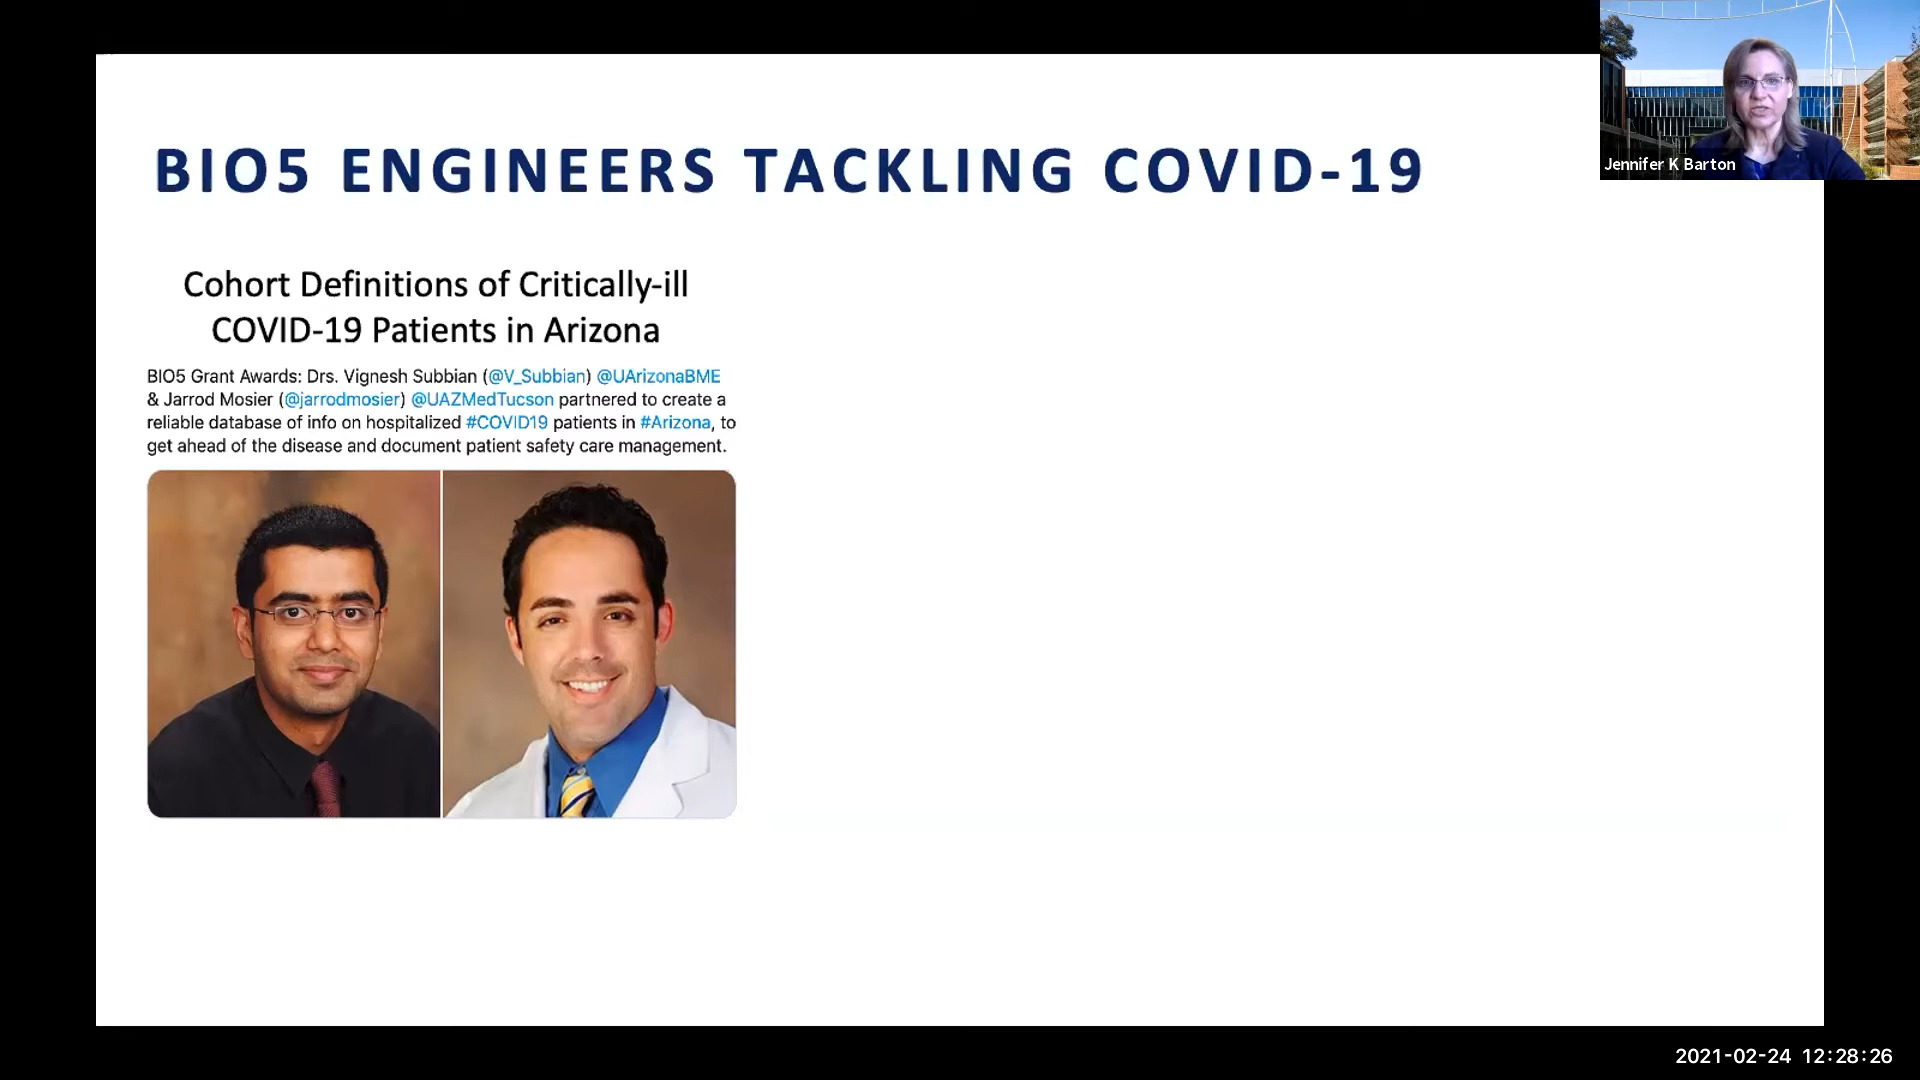 BIO5 ENGINEERS TACKLING COVID-19
Jennifer K Barton
Cohort Definitions of Critically-ill
COVID-19 Patients in Arizona
BIO5 Grant Awards: Drs. Vignesh Subbian (@V_Subbian) @UArizonaBME
& Jarrod Mosier (@jarrodmosier) @UAZMedTucson partnered to create a
reliable database of info on hospitalized #COVID19 patients in #Arizona, to
get ahead of the disease and document patient safety care management.
2021-02-24 12:28:26